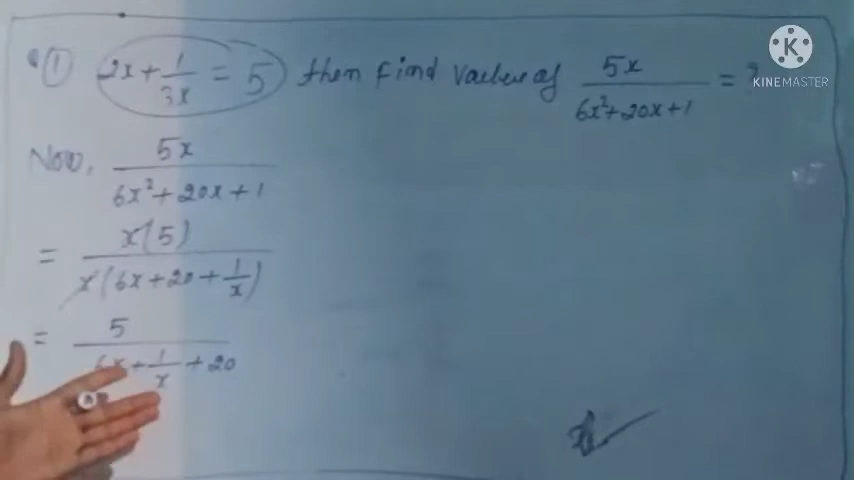 Q ① 2x + 1/3x = 5 then find value of 5x / 6x² + 20x + 1 = ?
KINEMASTER
Now, 5x / 6x² + 20x + 1
= x(5) / x(6x + 20 + 1/x)
= 5 / 6x + 1/x + 20